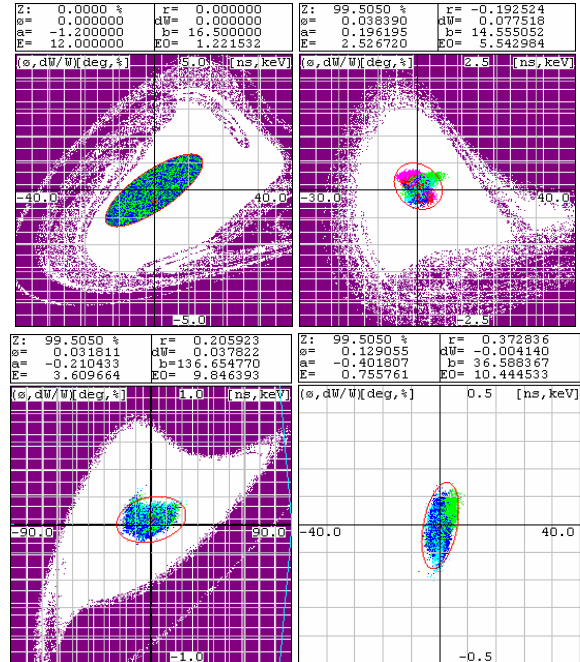 Z: 0.0000 % r= 0.000000
ø= 0.000000 dW= 0.000000
a= -1.200000 b= 16.500000
E= 12.000000 E0= 1.221532
(ø,dW/W)[deg,%] 5.0 [ns,keV]
-40.0 40.0
-5.0
Z: 99.5050 % r= -0.192524
ø= 0.038390 dW= 0.077518
a= 0.196195 b= 14.555052
E= 2.526720 E0= 5.542984
(ø,dW/W)[deg,%] 2.5 [ns,keV]
-30.0 40.0
-2.5
Z: 99.5050 % r= 0.205923
ø= 0.031811 dW= 0.037822
a= -0.210433 b=136.654770
E= 3.609664 E0= 9.846393
(ø,dW/W)[deg,%] 1.0 [ns,keV]
-90.0 90.0
-1.0
Z: 99.5050 % r= 0.372836
ø= 0.129055 dW= -0.004140
a= -0.401807 b= 36.588367
E= 0.755761 E0= 10.444533
(ø,dW/W)[deg,%] 0.5 [ns,keV]
-40.0 40.0
-0.5